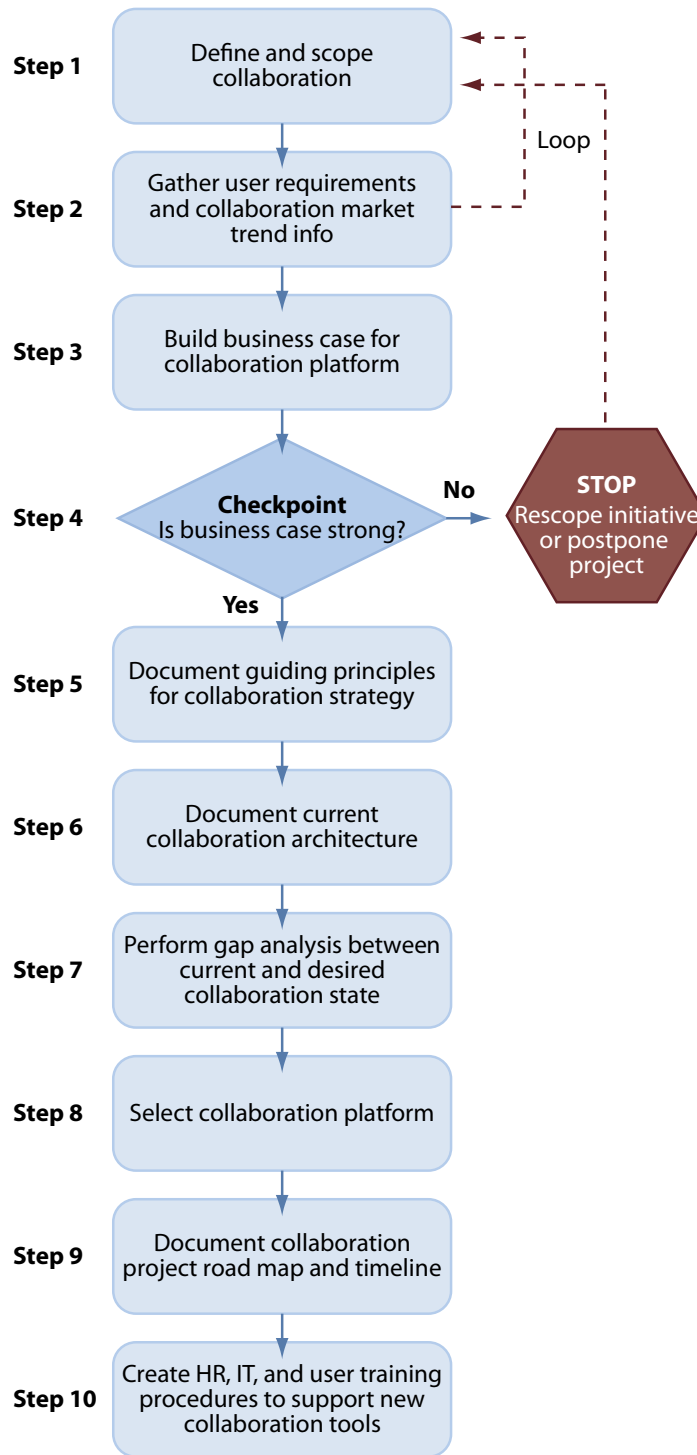 Step 1
Define and scope
collaboration
Loop
Step 2
Gather user requirements
and collaboration market
trend info
Step 3
Build business case for
collaboration platform
Step 4
Checkpoint
Is business case strong?
No
STOP
Rescope initiative
or postpone
project
Yes
Step 5
Document guiding principles
for collaboration strategy
Step 6
Document current
collaboration architecture
Step 7
Perform gap analysis between
current and desired
collaboration state
Step 8
Select collaboration platform
Step 9
Document collaboration
project road map and timeline
Step 10
Create HR, IT, and user training
procedures to support new
collaboration tools